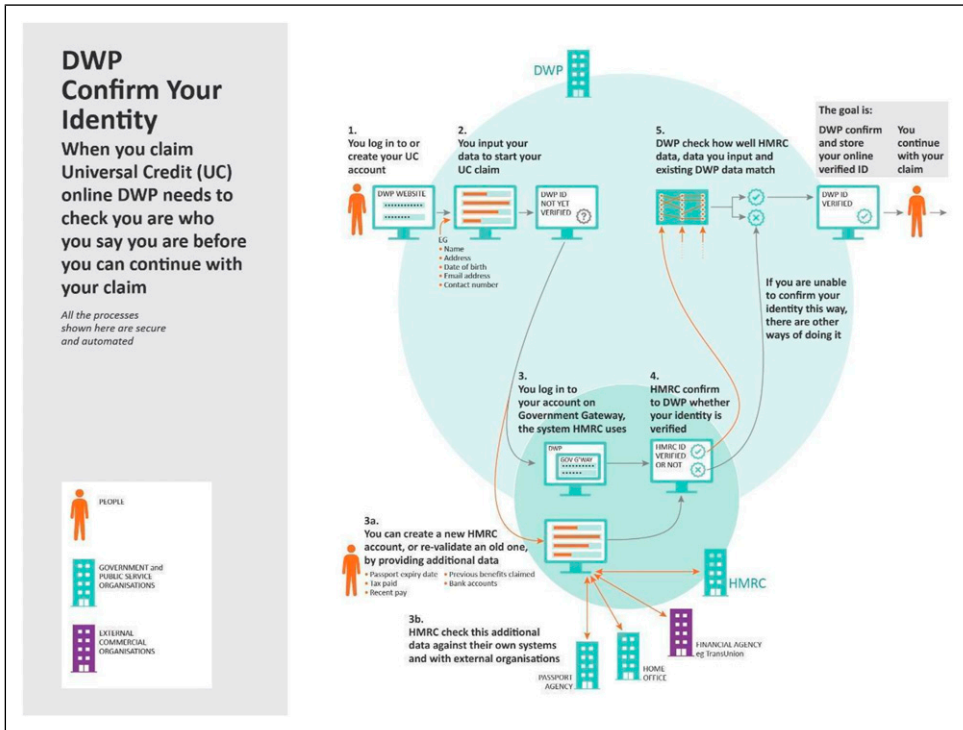 DWP
Confirm Your
Identity
When you claim
Universal Credit (UC)
online DWP needs to
check you are who
you say you are before
you can continue with
your claim
All the processes
shown here are secure
and automated
PEOPLE
GOVERNMENT and
PUBLIC SERVICE
ORGANISATIONS
EXTERNAL
COMMERCIAL
ORGANISATIONS
DWP
1.
You log in to or
create your UC
account
DWP WEBSITE
2.
You input your
data to start your
UC claim
EG
• Name
• Address
• Date of birth
• Email address
• Contact number
DWP ID
NOT YET
VERIFIED
?
5.
DWP check how well HMRC
data, data you input and
existing DWP data match
The goal is:
DWP confirm
and store
your online
verified ID
You
continue
with your
claim
DWP ID
VERIFIED
If you are unable
to confirm your
identity this way,
there are other
ways of doing it
3.
You log in to
your account on
Government Gateway,
the system HMRC uses
DWP
GOV G'WAY
4.
HMRC confirm
to DWP whether
your identity is
verified
HMRC ID
VERIFIED
OR NOT
3a.
You can create a new HMRC
account, or re-validate an old one,
by providing additional data
• Passport expiry date
• Tax paid
• Recent pay
• Previous benefits claimed
• Bank accounts
HMRC
3b.
HMRC check this additional
data against their own systems
and with external organisations
PASSPORT
AGENCY
HOME
OFFICE
FINANCIAL AGENCY
eg TransUnion